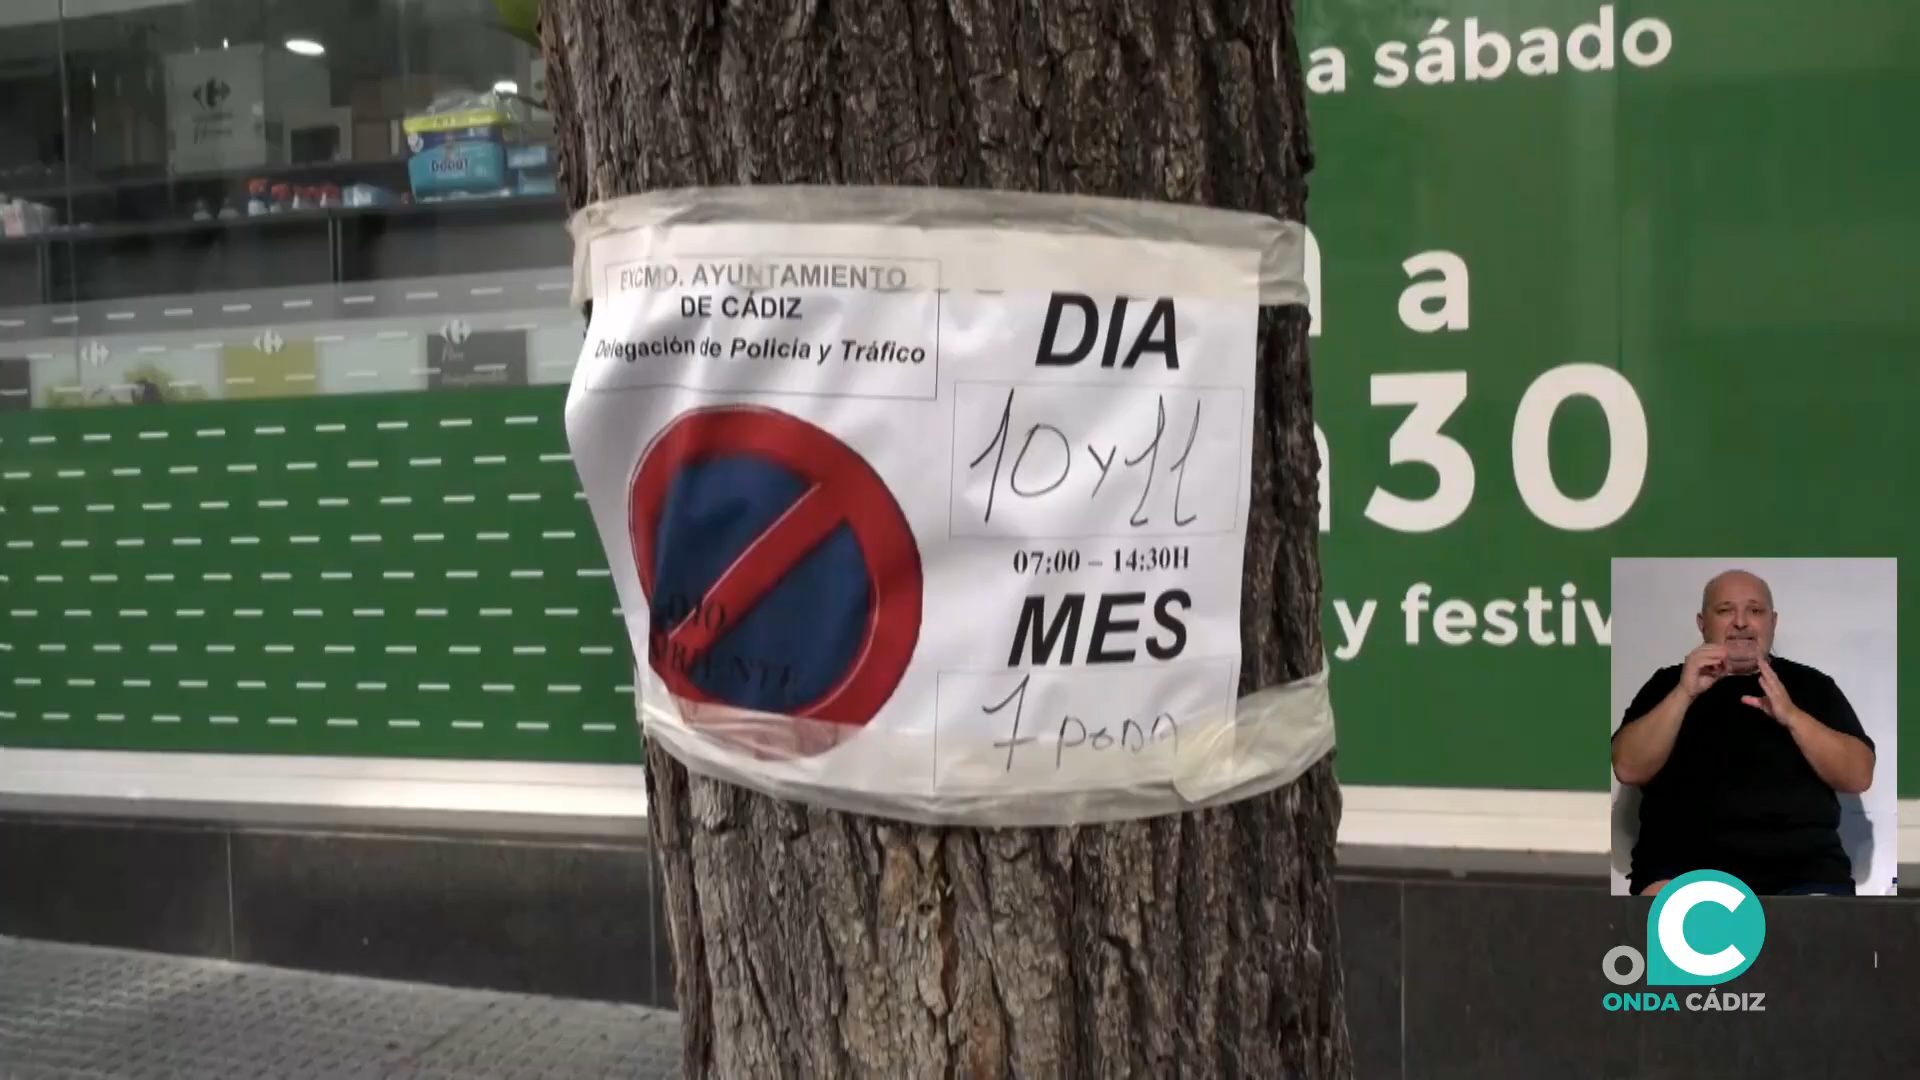 a sábado
a
30
y festiv
Dodot
EXCMO. AYUNTAMIENTO
DE CÁDIZ
Delegación de Policía y Tráfico
DIA
10 y 11
07:00 – 14:30H
MES
7 PODA
ONDA CÁDIZ